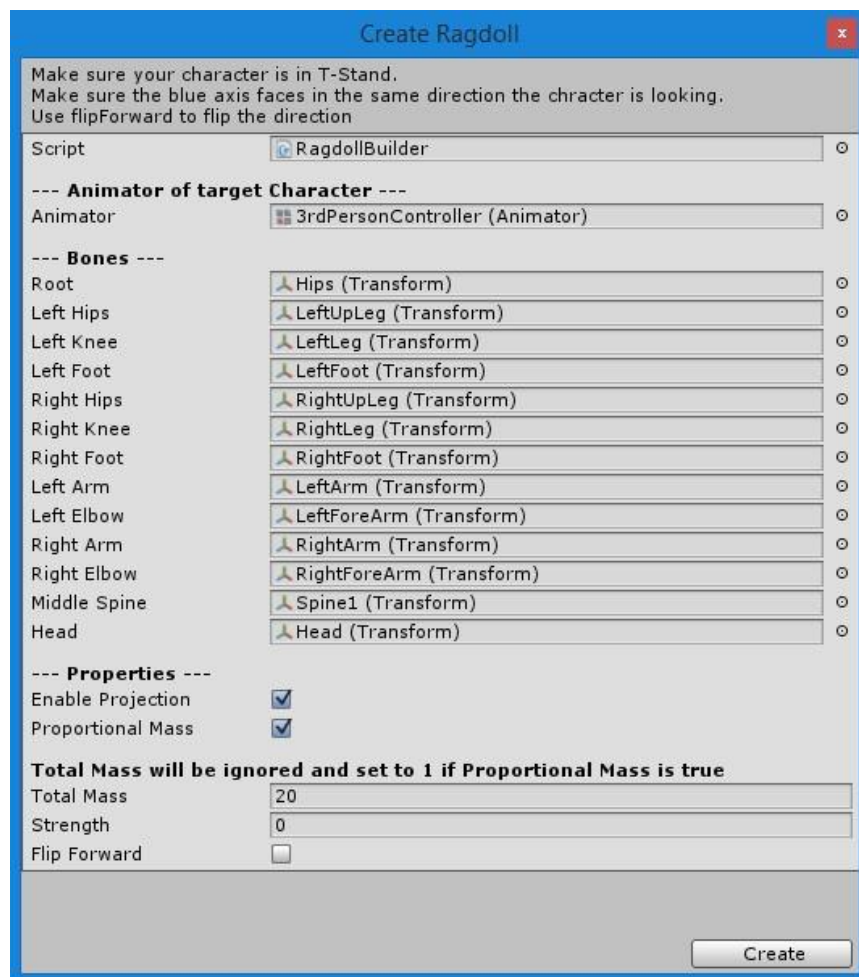 Create Ragdoll
x
Make sure your character is in T-Stand.
Make sure the blue axis faces in the same direction the chracter is looking.
Use flipForward to flip the direction
Script RagdollBuilder
--- Animator of target Character ---
Animator 3rdPersonController (Animator)
--- Bones ---
Root Hips (Transform)
Left Hips LeftUpLeg (Transform)
Left Knee LeftLeg (Transform)
Left Foot LeftFoot (Transform)
Right Hips RightUpLeg (Transform)
Right Knee RightLeg (Transform)
Right Foot RightFoot (Transform)
Left Arm LeftArm (Transform)
Left Elbow LeftForeArm (Transform)
Right Arm RightArm (Transform)
Right Elbow RightForeArm (Transform)
Middle Spine Spine1 (Transform)
Head Head (Transform)
--- Properties ---
Enable Projection
Proportional Mass
Total Mass will be ignored and set to 1 if Proportional Mass is true
Total Mass 20
Strength 0
Flip Forward
Create